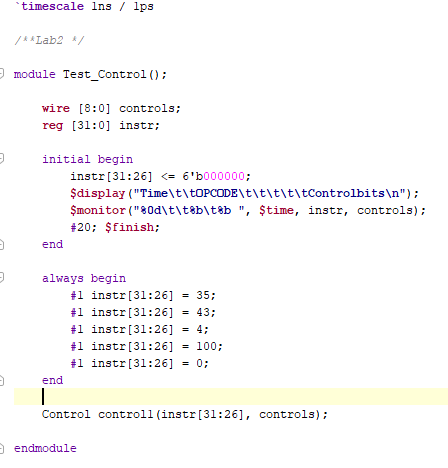 `timescale 1ns / 1ps
/**Lab2 */
module Test_Control();
wire [8:0] controls;
reg [31:0] instr;
initial begin
instr[31:26] <= 6'b000000;
$display("Time\t\tOPCODE\t\t\t\t\tControlbits\n");
$monitor("%0d\t\t%b\t%b ", $time, instr, controls);
#20; $finish;
end
always begin
#1 instr[31:26] = 35;
#1 instr[31:26] = 43;
#1 instr[31:26] = 4;
#1 instr[31:26] = 100;
#1 instr[31:26] = 0;
end
Control control1(instr[31:26], controls);
endmodule